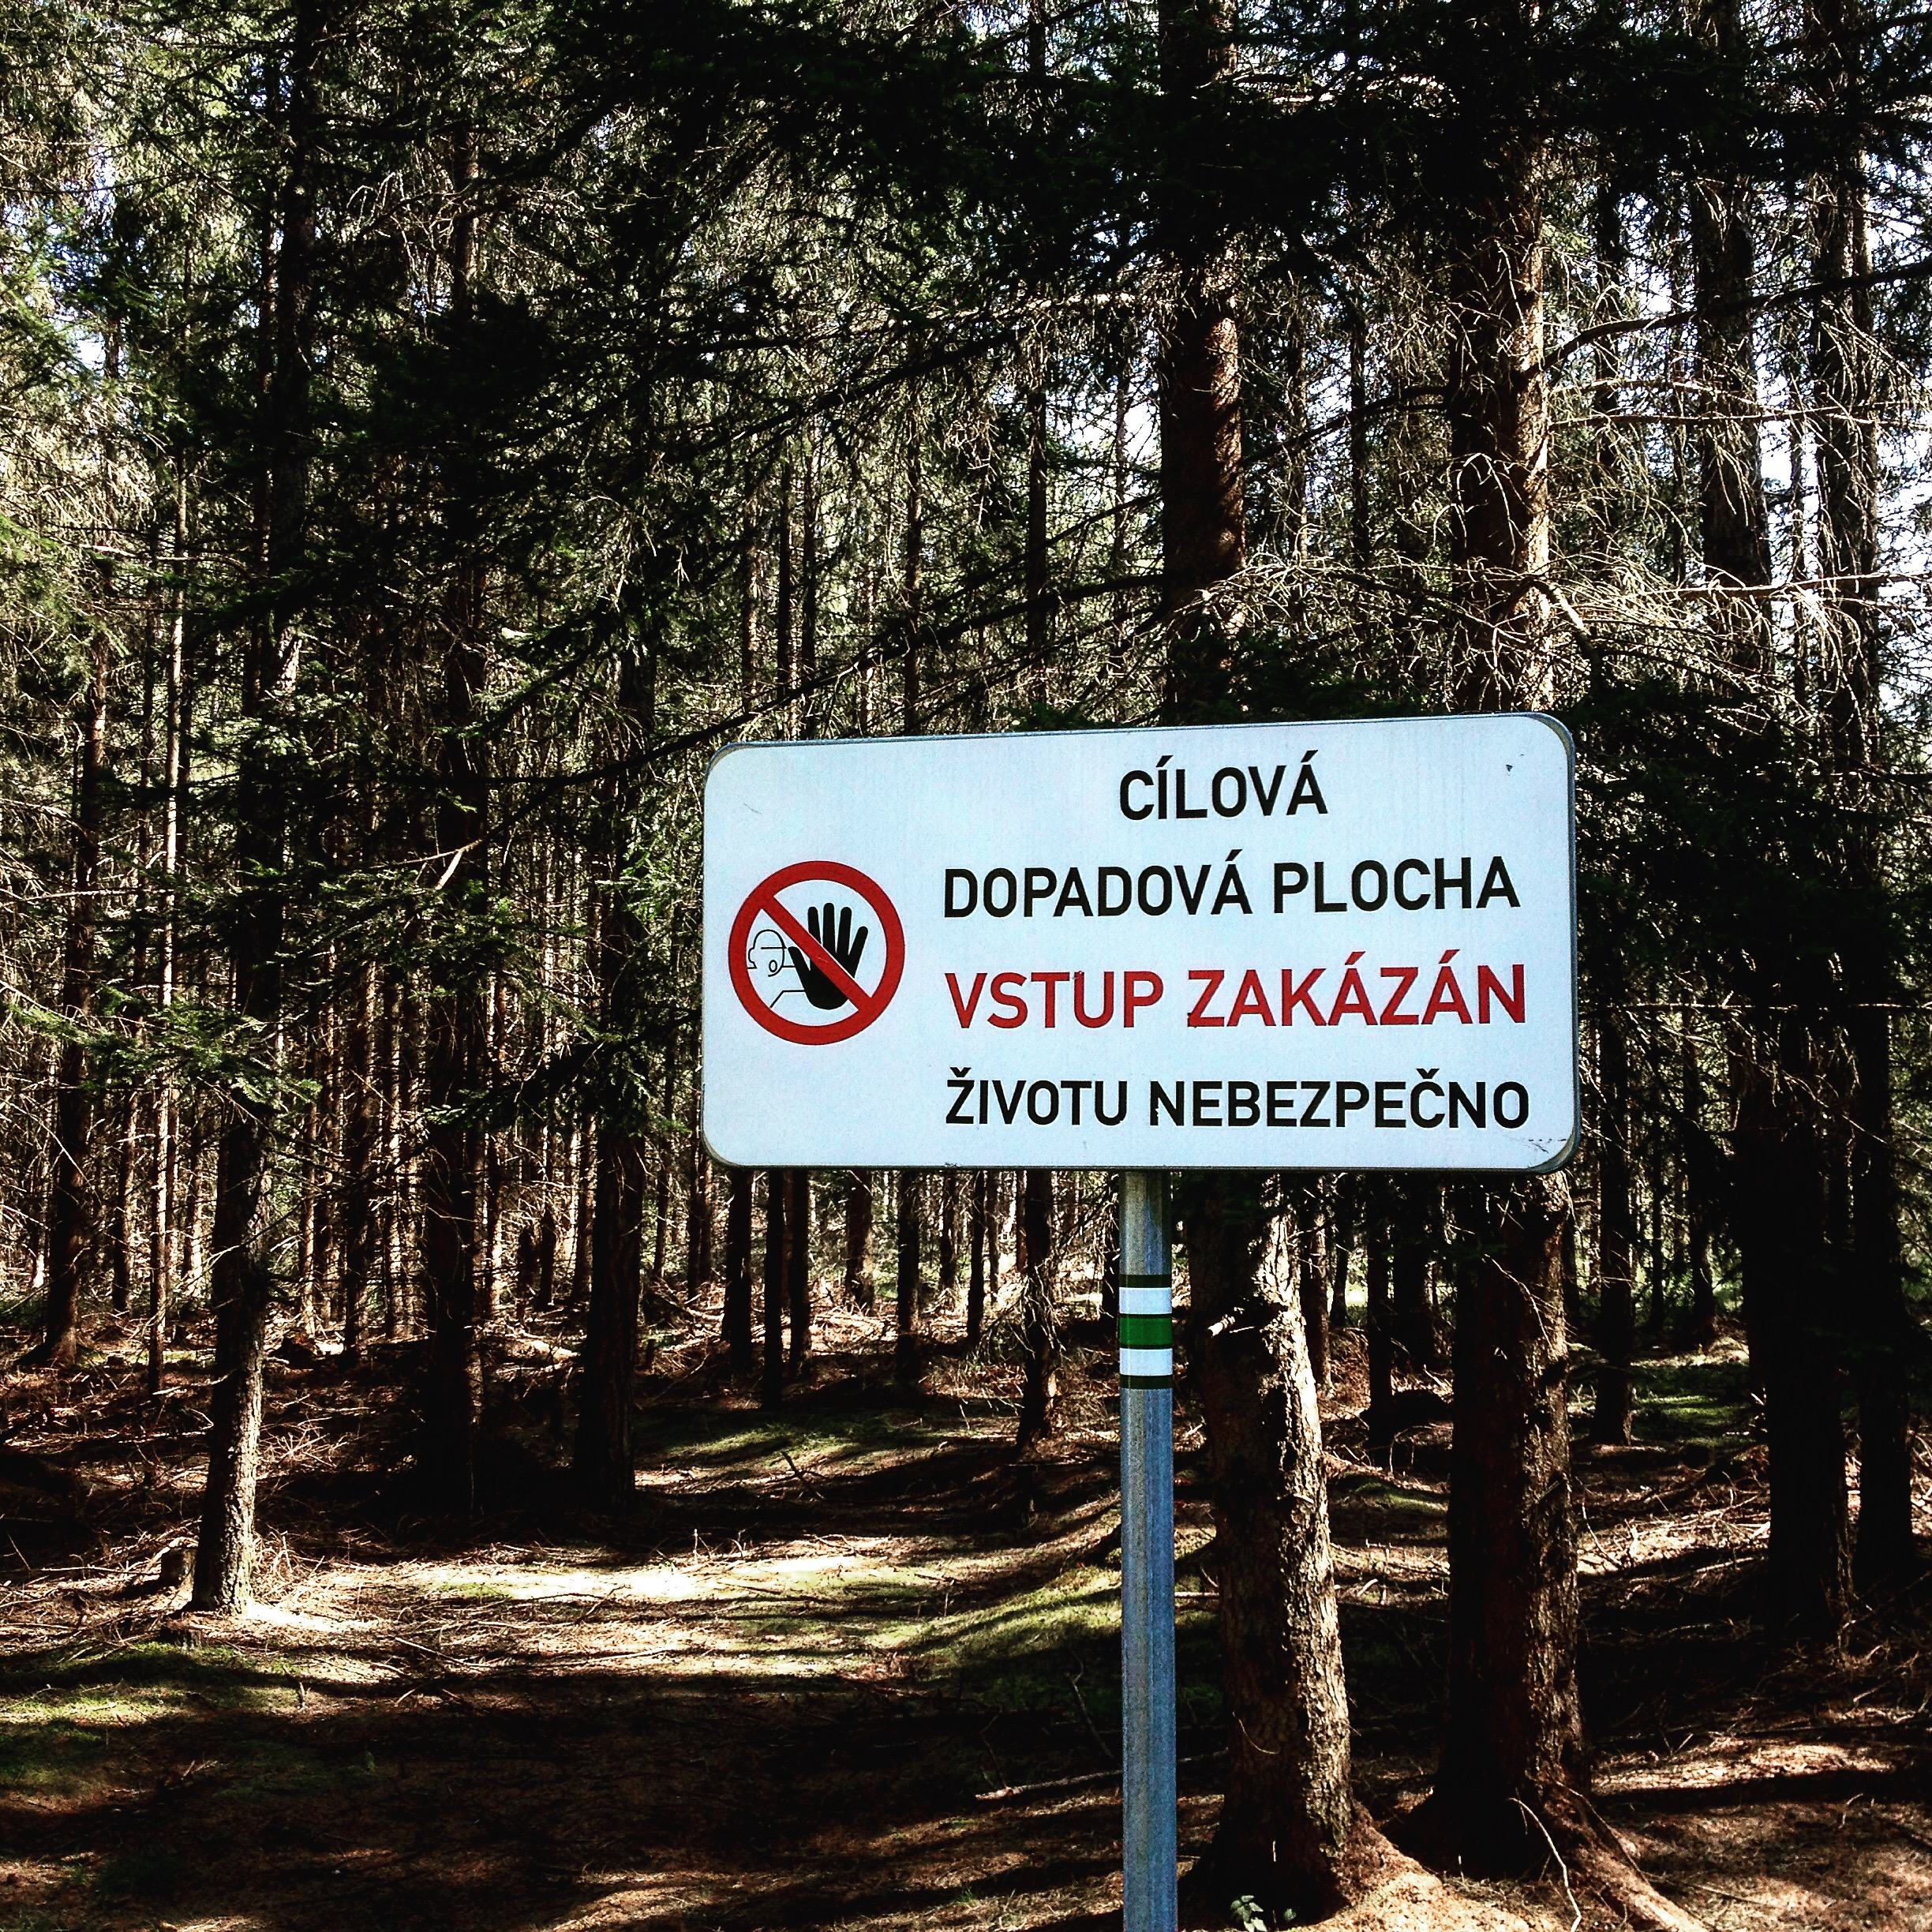 CÍLOVÁ
DOPADOVÁ PLOCHA
VSTUP ZAKÁZÁN
ŽIVOTU NEBEZPEČNO